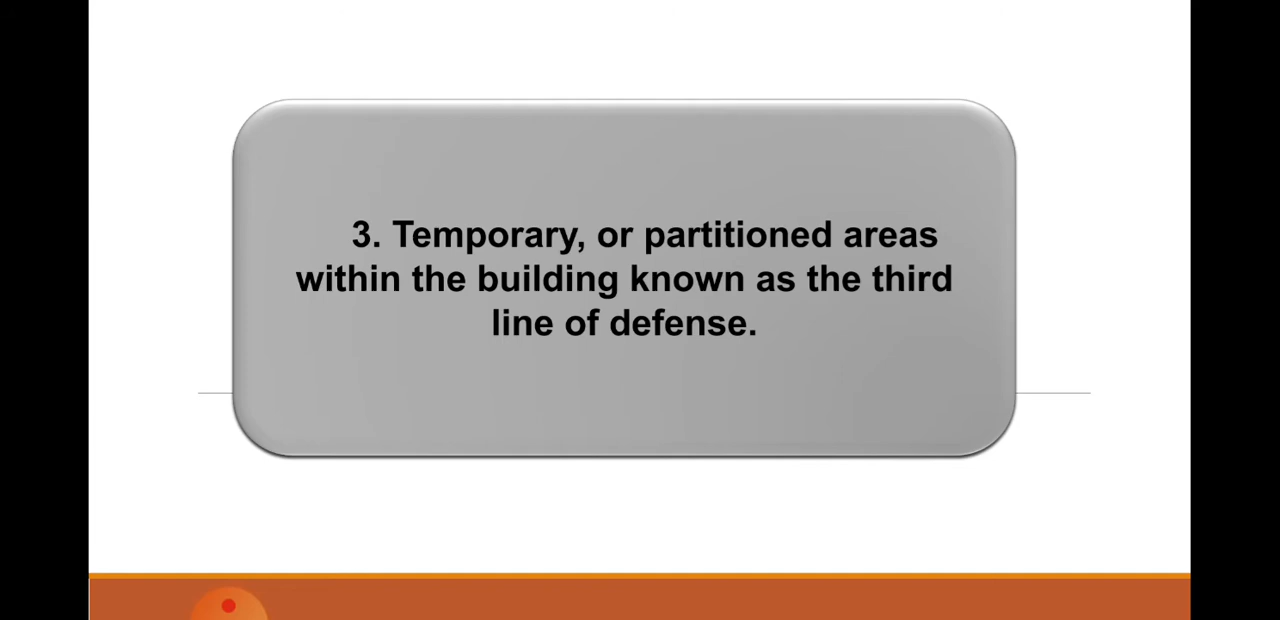 3. Temporary, or partitioned areas
within the building known as the third
line of defense.